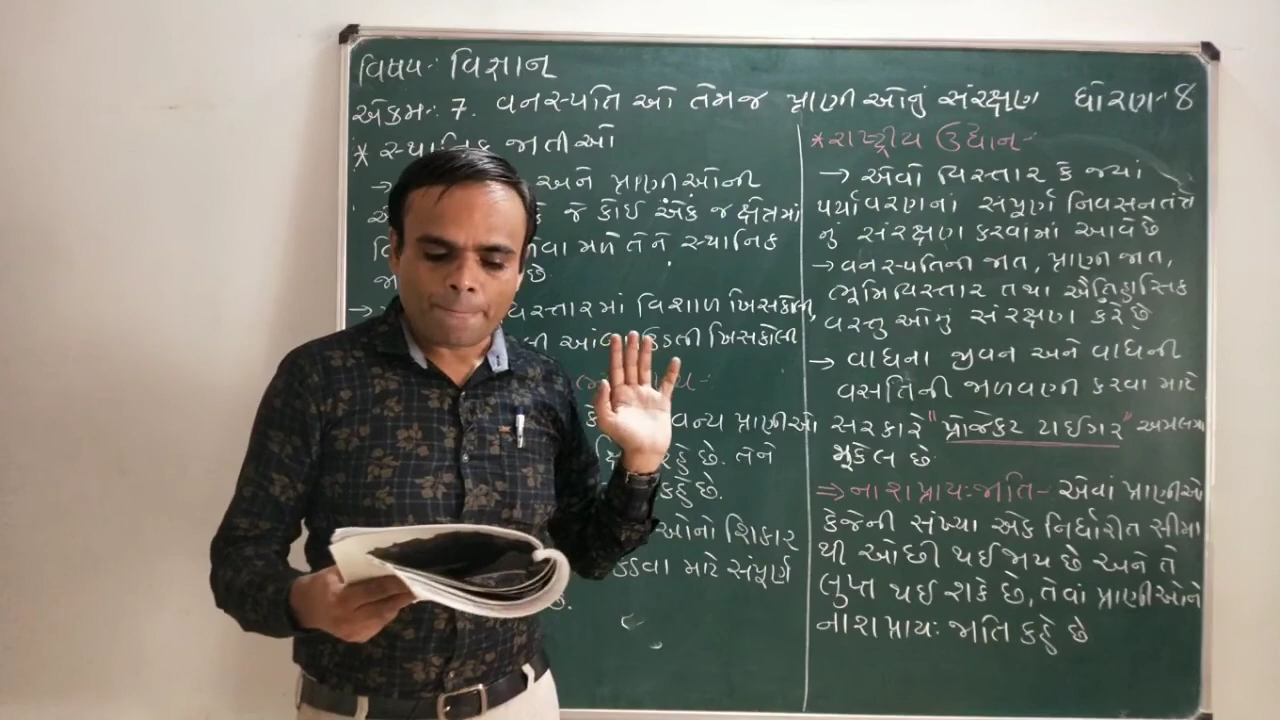 વિષય:- વિજ્ઞાન
એકમ:- 7. વનસ્પતિઓ તેમજ પ્રાણીઓનું સંરક્ષણ ધોરણ- 8
* સ્થાનિક જાતીઓ
→ અને પ્રાણીઓની
કે જે કોઈ એક જ ક્ષેત્રમાં
મળે તેને સ્થાનિક
છે
→ વિસ્તારમાં વિશાળ ખિસકોલી,
ખિસકોલી
વન્ય પ્રાણીઓ
રહે છે. તેને
કહે છે.
ઓનો શિકાર
માટે સંપૂર્ણ
છે.
* રાષ્ટ્રીય ઉદ્યાન:-
→ એવો વિસ્તાર કે જ્યાં
પર્યાવરણનાં સંપૂર્ણ નિવસનતંત્ર
નું સંરક્ષણ કરવામાં આવે છે
→ વનસ્પતિની જાત, પ્રાણી જાત,
ભૂમિવિસ્તાર તથા ઐતિહાસિક
વસ્તુઓનું સંરક્ષણ કરે છે
→ વાઘના જીવન અને વાઘની
વસતિની જાળવણી કરવા માટે
સરકારે "પ્રોજેક્ટ ટાઈગર" અમલમાં
મૂકેલ છે.
⇒ નાશપ્રાય:જાતિ- એવાં પ્રાણીઓ
કે જેની સંખ્યા એક નિર્ધારીત સીમા
થી ઓછી થઈ જાય છે અને તે
લુપ્ત થઈ શકે છે, તેવાં પ્રાણીઓને
નાશપ્રાય: જાતિ કહે છે